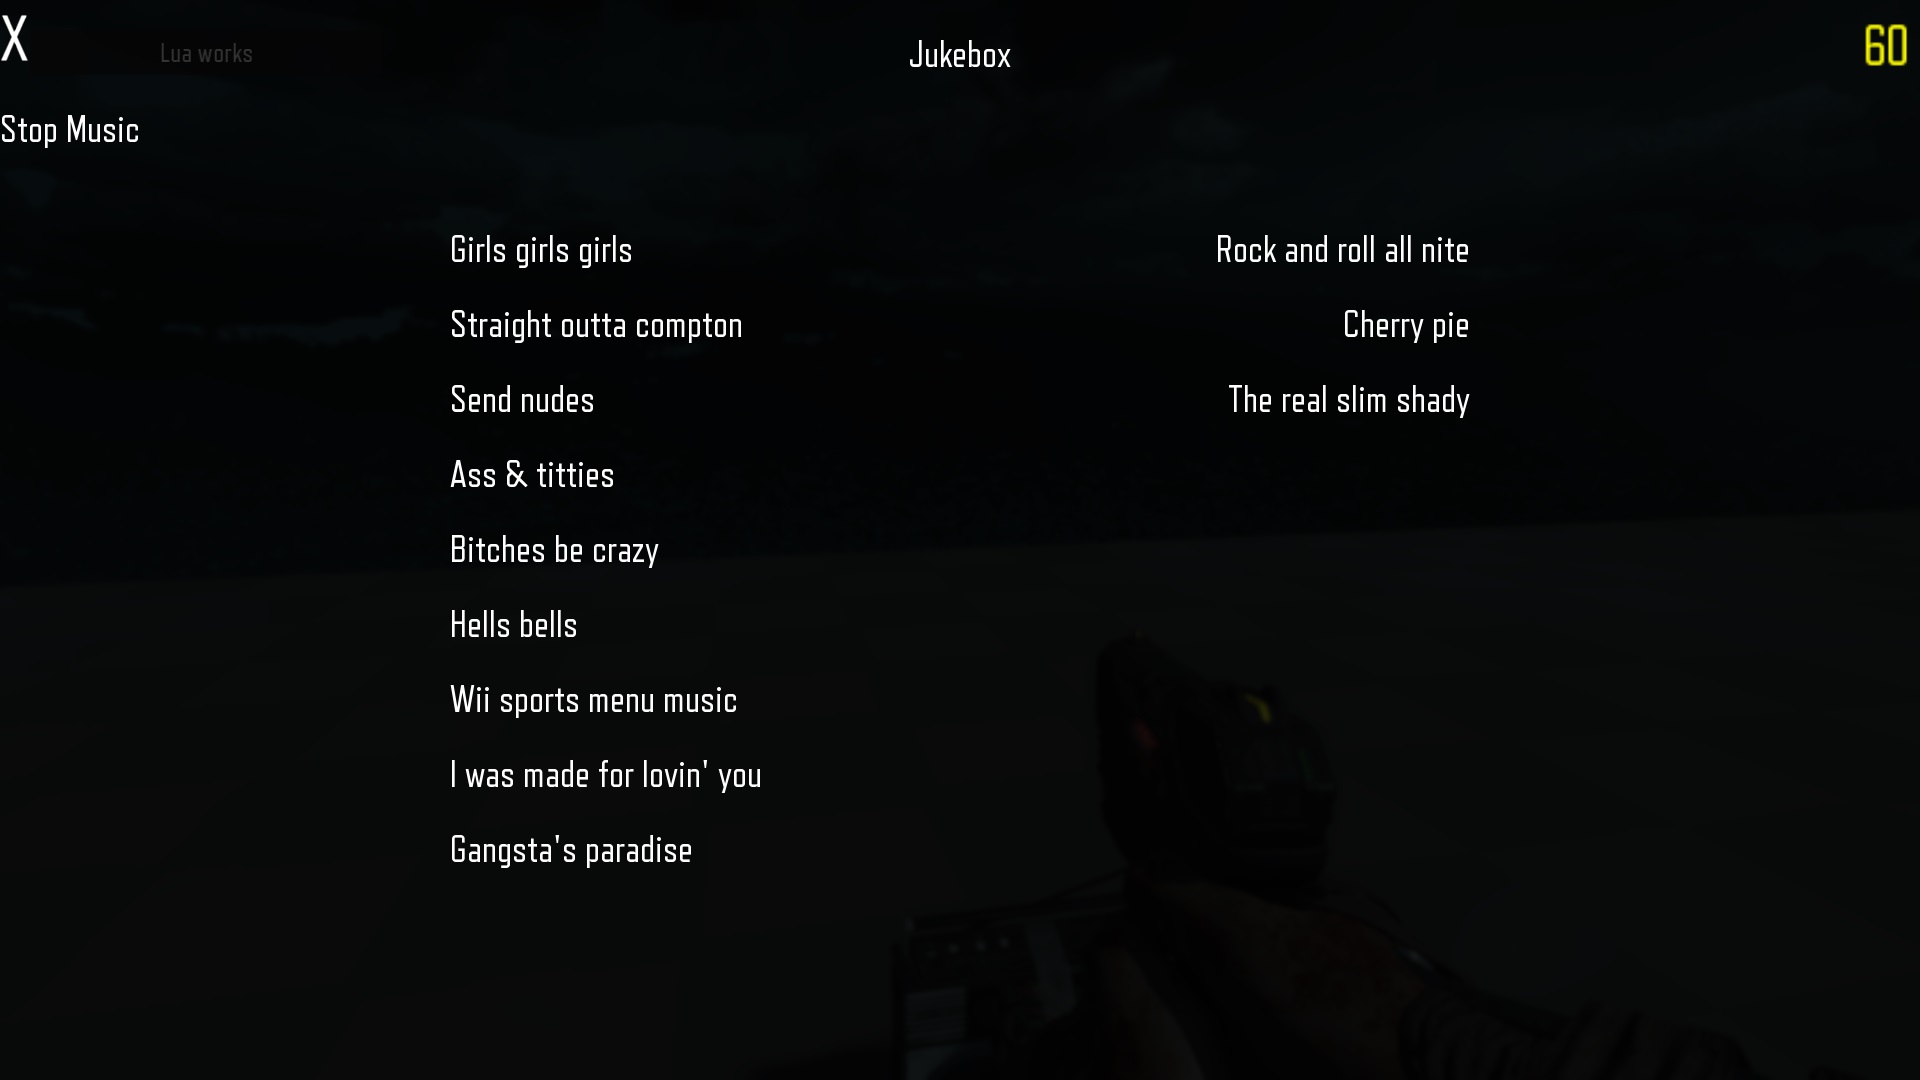 X
Lua works
Jukebox
60
Stop Music
Girls girls girls
Straight outta compton
Send nudes
Ass & titties
Bitches be crazy
Hells bells
Wii sports menu music
I was made for lovin' you
Gangsta's paradise
Rock and roll all nite
Cherry pie
The real slim shady